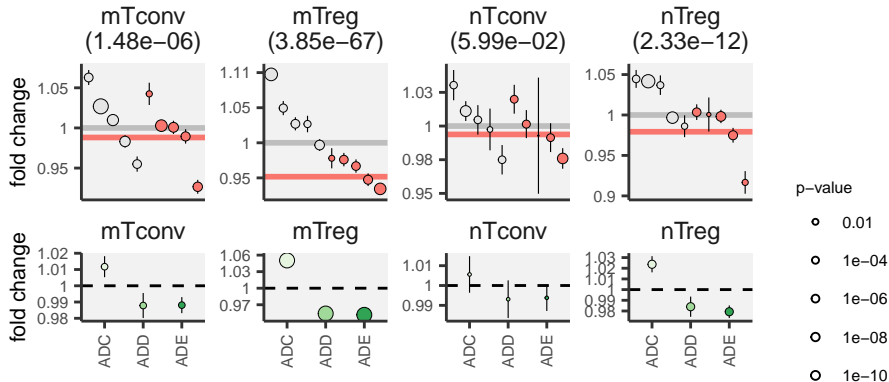 mTconv
(1.48e−06)
mTreg
(3.85e−67)
nTconv
(5.99e−02)
nTreg
(2.33e−12)
fold change
1.05
1
0.95
1.11
1.05
1
0.95
1.03
1
0.98
0.95
1.05
1
0.95
0.9
mTconv
mTreg
nTconv
nTreg
fold change
1.02
1.01
1
0.99
0.98
1.06
1.03
1
0.97
1.01
1
0.99
1.03
1.02
1
0.99
0.98
ADC
ADD
ADE
ADC
ADD
ADE
ADC
ADD
ADE
ADC
ADD
ADE
p−value
0.01
1e−04
1e−06
1e−08
1e−10